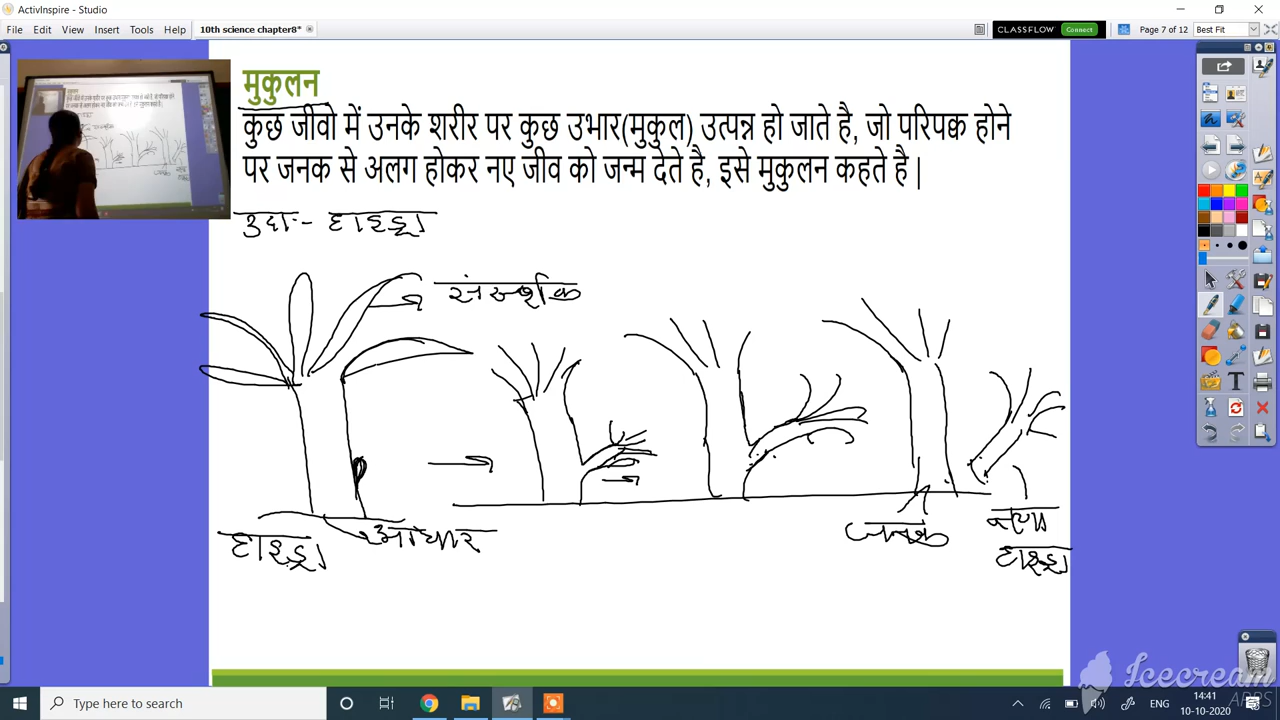 ActivInspire - Studio
File Edit View Insert Tools Help 10th science chapter8* CLASSFLOW Connect Page 7 of 12 Best Fit
मुकुलन
कुछ जीवो में उनके शरीर पर कुछ उभार(मुकुल) उत्पन्न हो जाते है, जो परिपक्व होने
पर जनक से अलग होकर नए जीव को जन्म देते है, इसे मुकुलन कहते है |
उदा- हाइड्रा
संस्पर्शक
हाइड्रा
आधार
जनक
नया
हाइड्रा
Icecream
APPS
Type here to search
ENG
14:41
10-10-2020